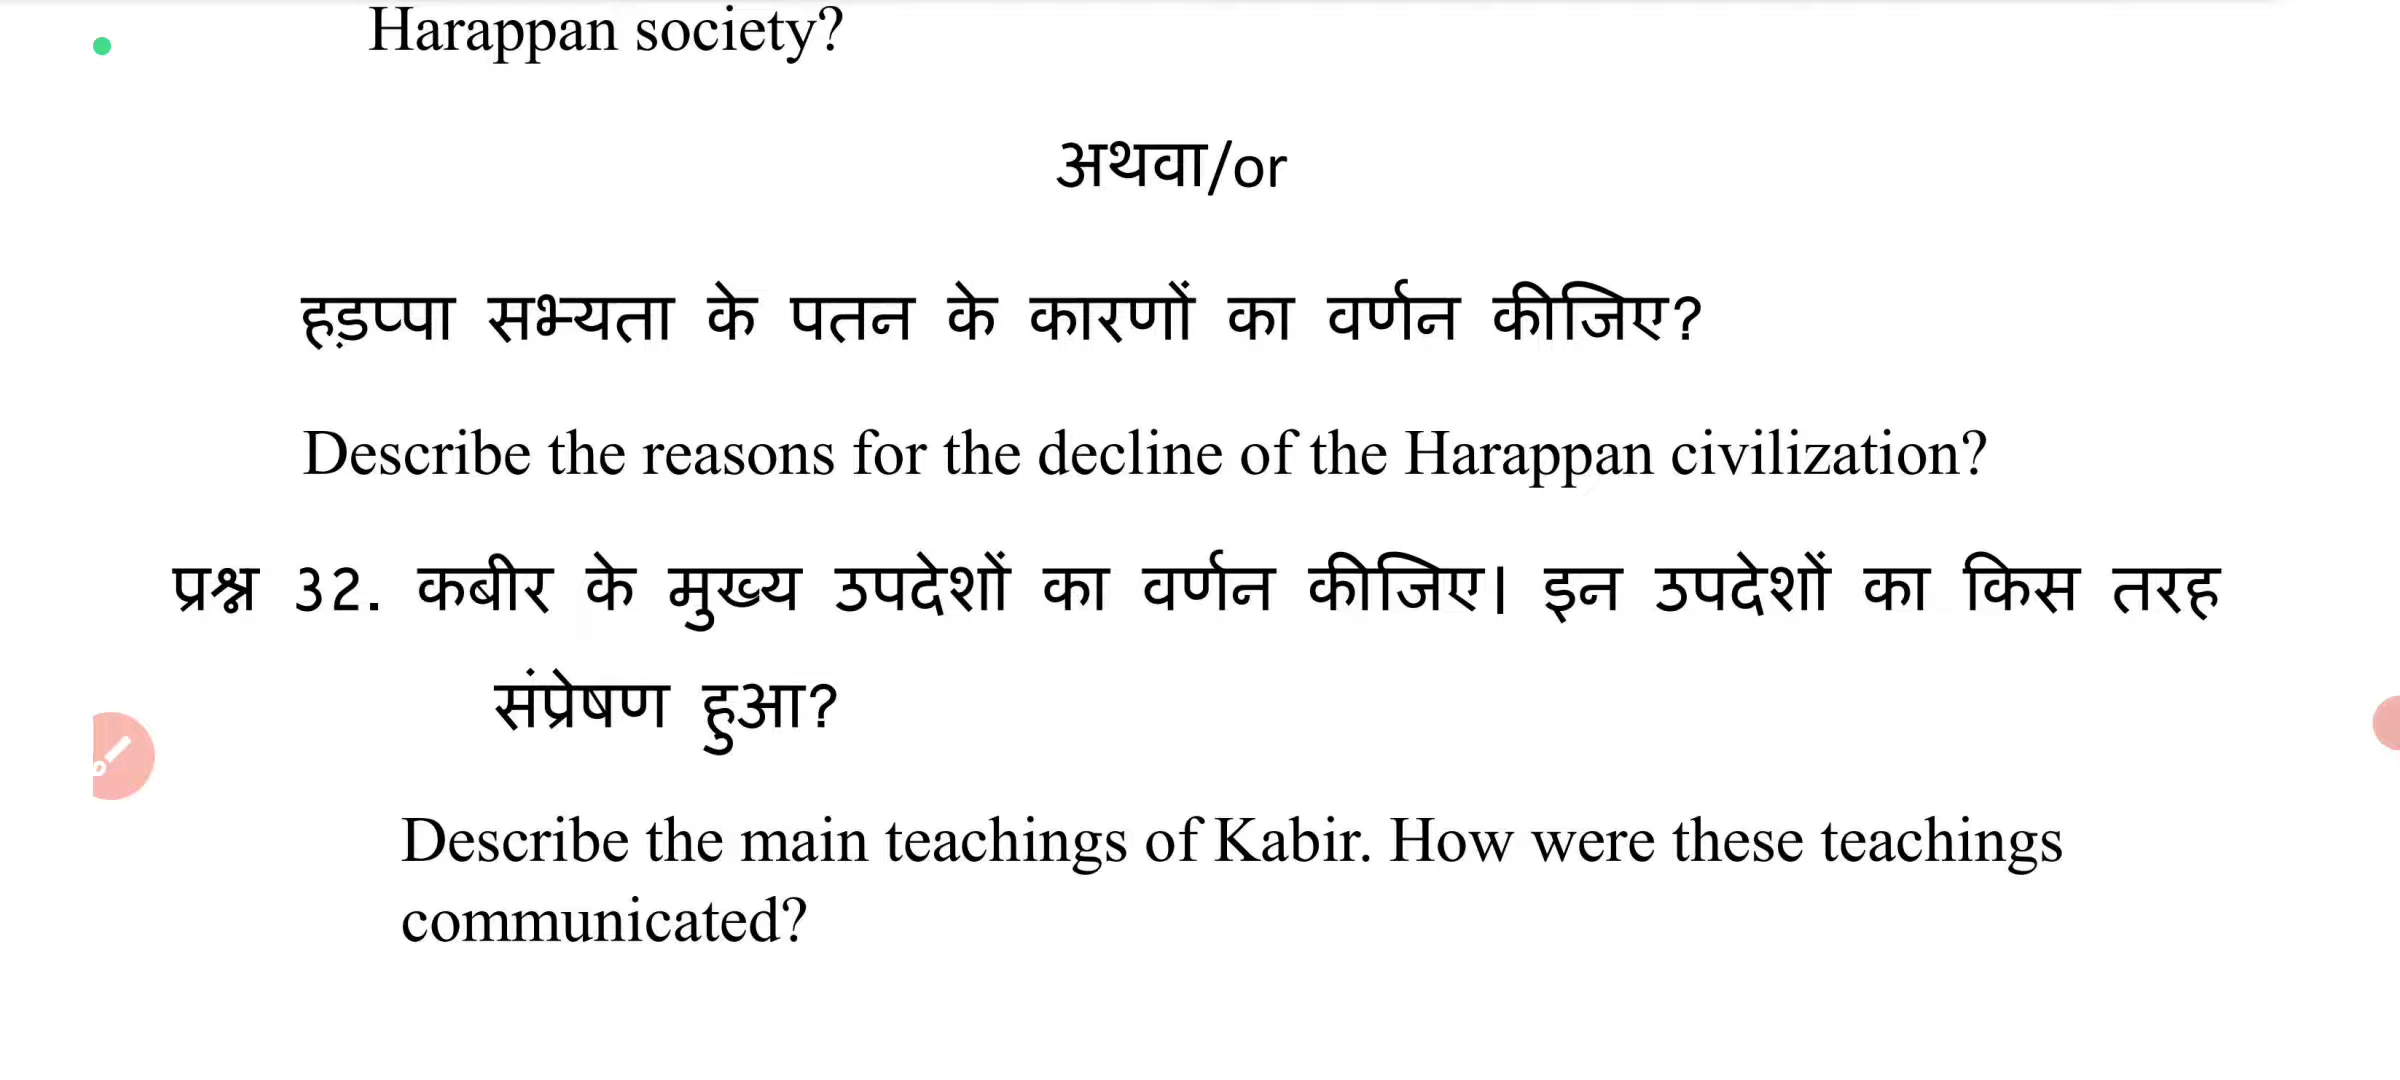 Harappan society?
अथवा/or
हड़प्पा सभ्यता के पतन के कारणों का वर्णन कीजिए?
Describe the reasons for the decline of the Harappan civilization?
प्रश्न 32. कबीर के मुख्य उपदेशों का वर्णन कीजिए। इन उपदेशों का किस तरह
संप्रेषण हुआ?
Describe the main teachings of Kabir. How were these teachings
communicated?